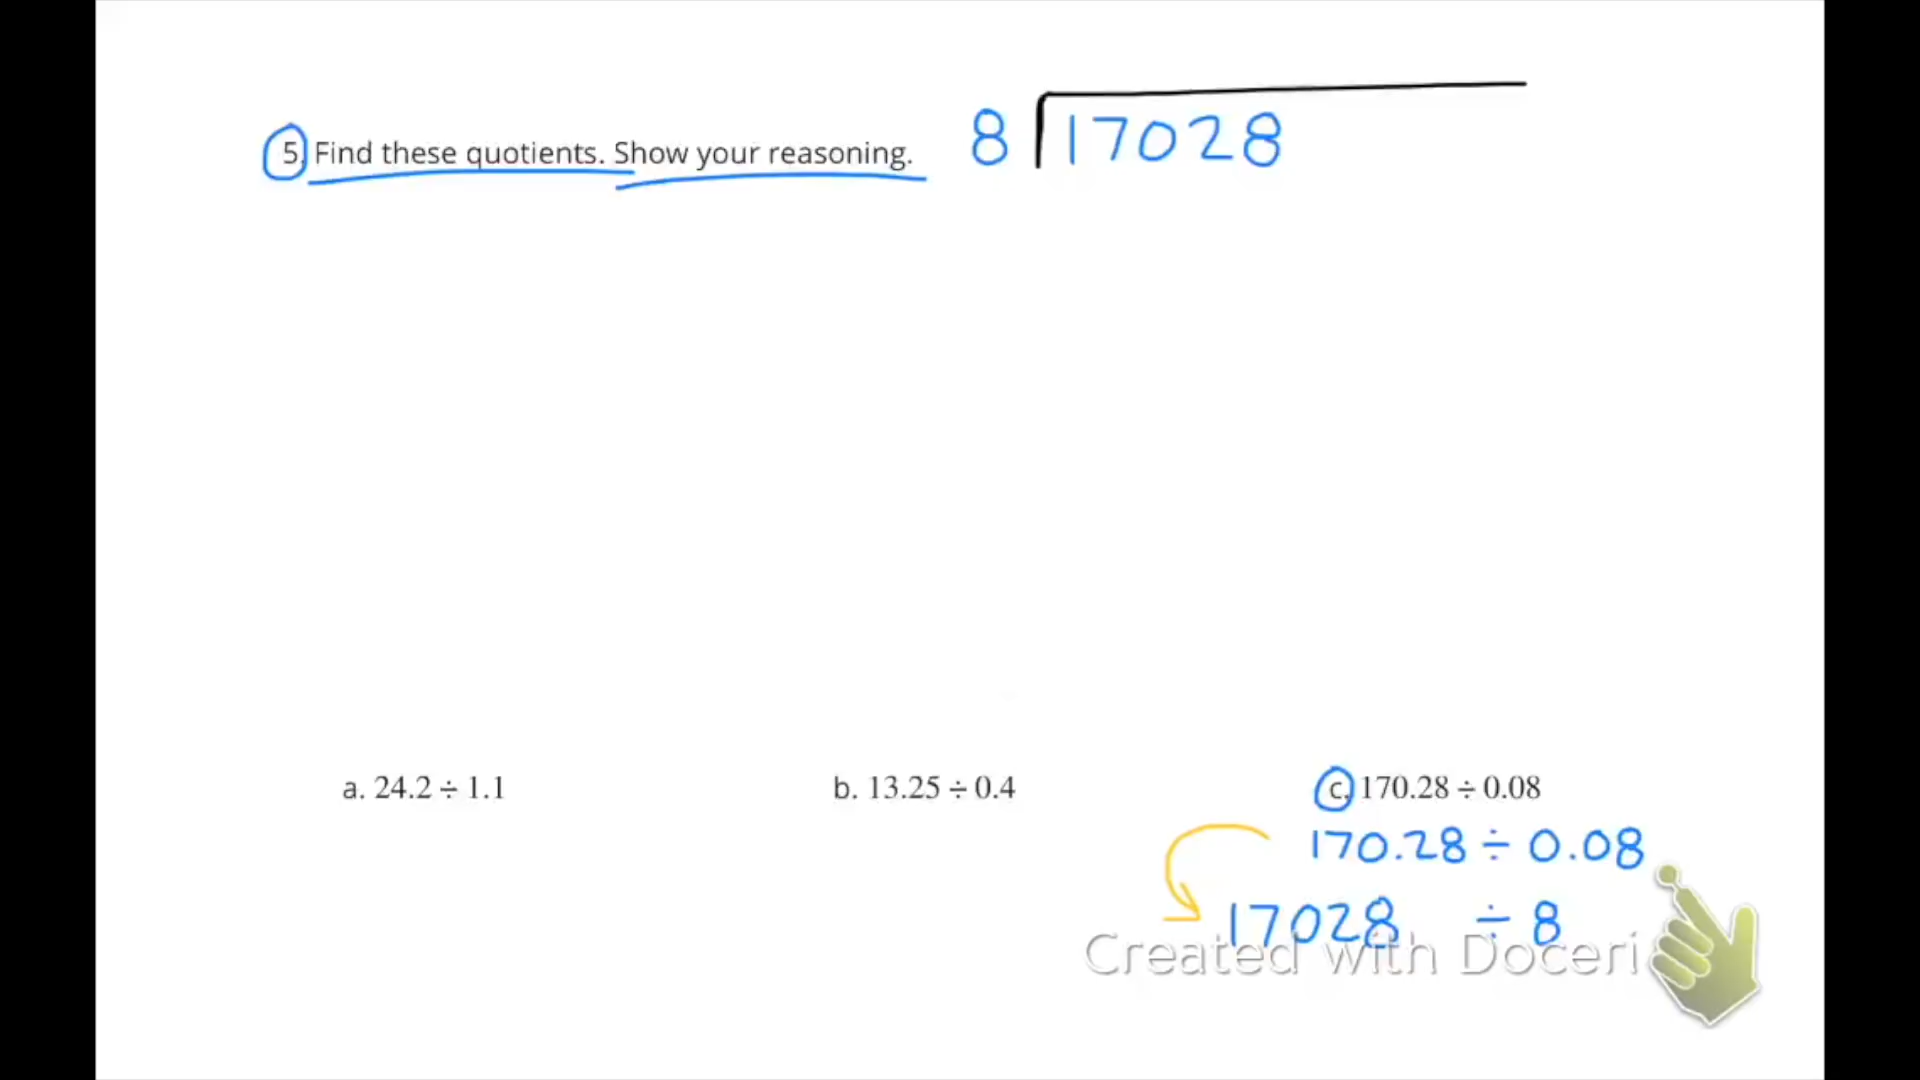 5. Find these quotients. Show your reasoning.
8 17028
a. 24.2 ÷ 1.1
b. 13.25 ÷ 0.4
c. 170.28 ÷ 0.08
170.28 ÷ 0.08
17028 ÷ 8
Created with Doceri